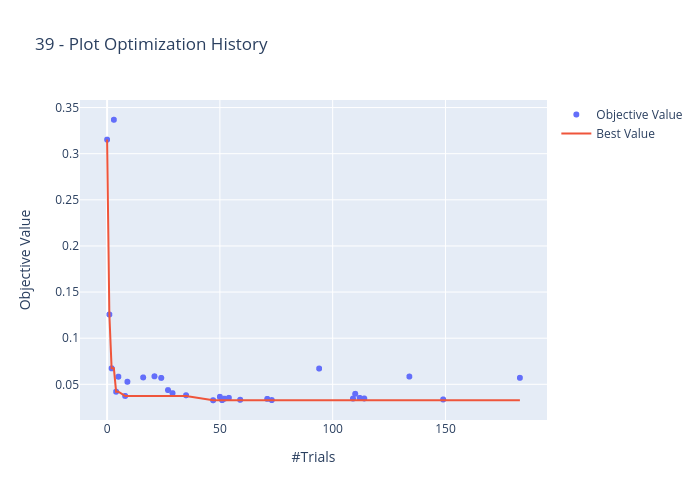 39 - Plot Optimization History
0.35
0.3
0.25
0.2
0.15
0.1
0.05
Objective Value
0
50
100
150
#Trials
Objective Value
Best Value